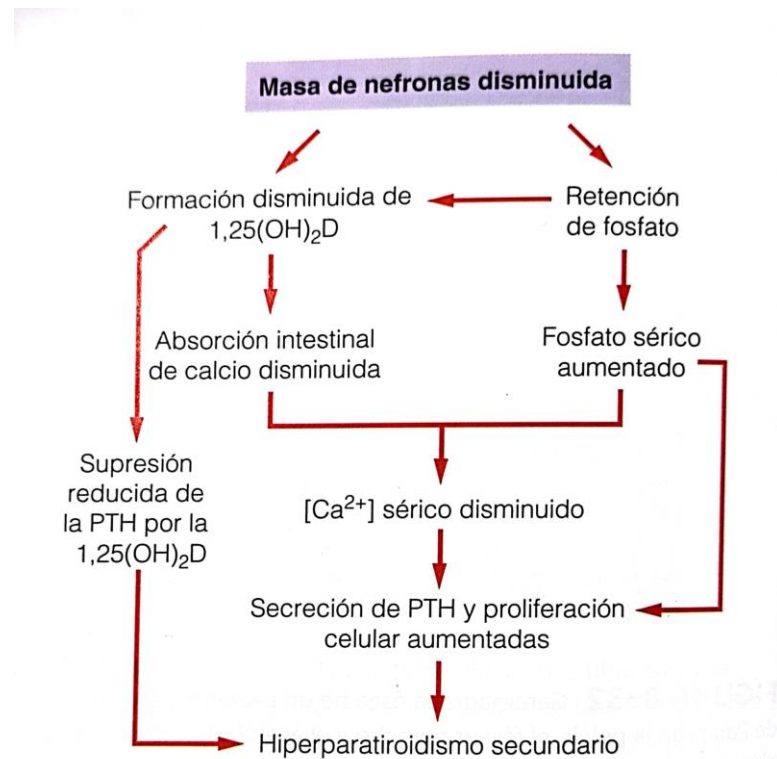 Masa de nefronas disminuida
Formación disminuida de
1,25(OH)₂D
Retención
de fosfato
Absorción intestinal
de calcio disminuida
Fosfato sérico
aumentado
Supresión
reducida de
la PTH por la
1,25(OH)₂D
[Ca²⁺] sérico disminuido
Secreción de PTH y proliferación
celular aumentadas
Hiperparatiroidismo secundario